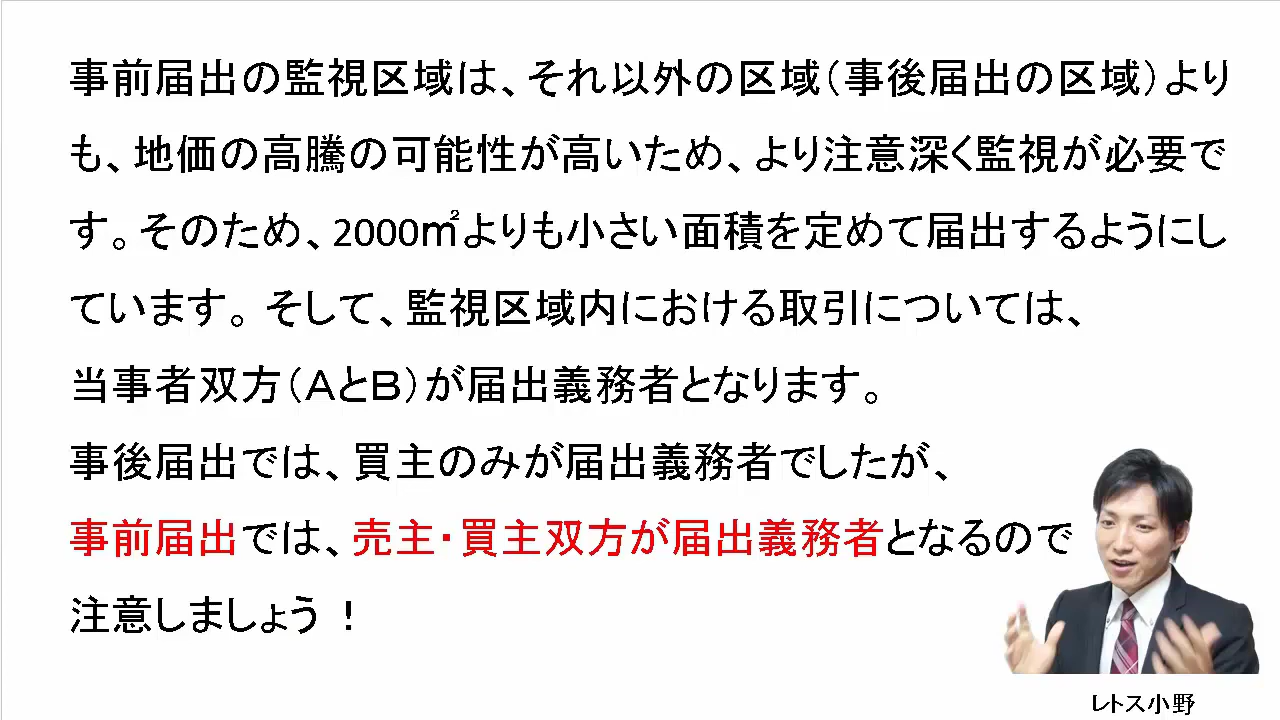 事前届出の監視区域は、それ以外の区域（事後届出の区域）より
も、地価の高騰の可能性が高いため、より注意深く監視が必要で
す。そのため、2000㎡よりも小さい面積を定めて届出するようにし
ています。そして、監視区域内における取引については、
当事者双方（ＡとＢ）が届出義務者となります。
事後届出では、買主のみが届出義務者でしたが、
事前届出では、売主・買主双方が届出義務者となるので
注意しましょう！
レトス小野